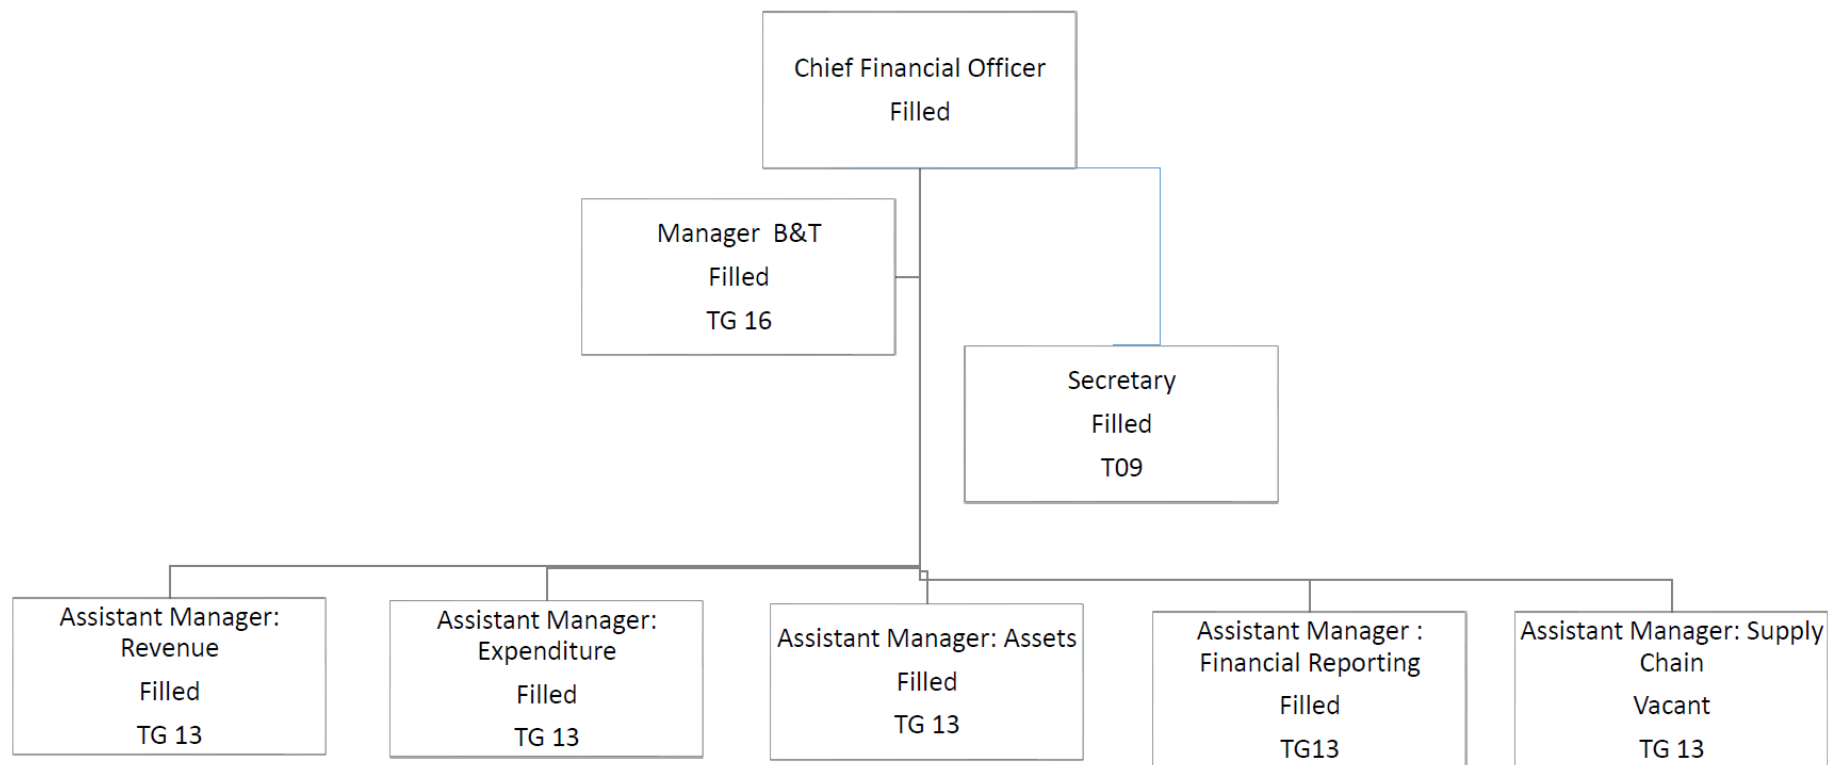 Chief Financial Officer
Filled
Manager  B&T
Filled
TG 16
Secretary
Filled
T09
Assistant Manager:
Revenue
Filled
TG 13
Assistant Manager:
Expenditure
Filled
TG 13
Assistant Manager: Assets
Filled
TG 13
Assistant Manager :
Financial Reporting
Filled
TG13
Assistant Manager: Supply
Chain
Vacant
TG 13